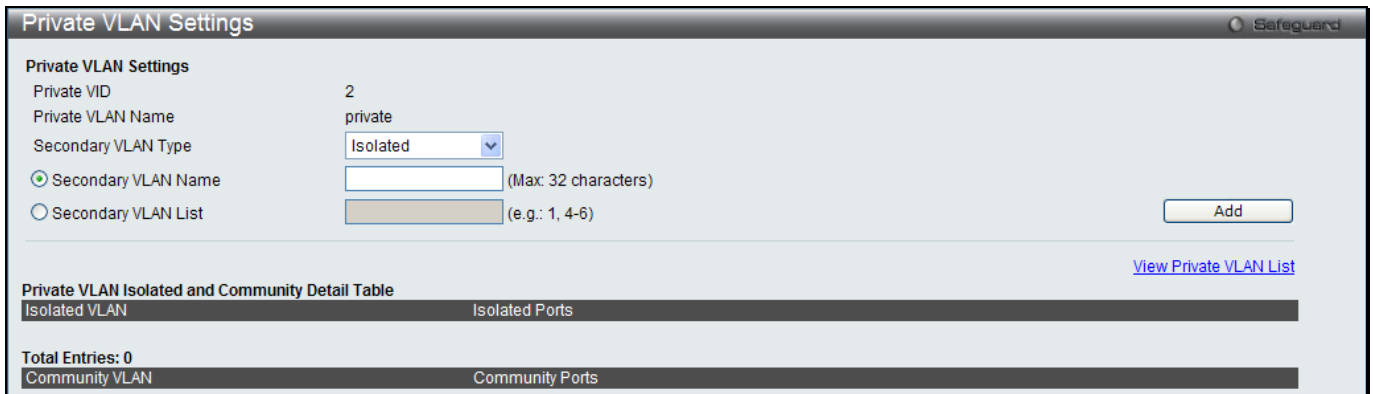 Private VLAN Settings
Safeguard
Private VLAN Settings
Private VID 2
Private VLAN Name private
Secondary VLAN Type Isolated
Secondary VLAN Name (Max: 32 characters)
Secondary VLAN List (e.g.: 1, 4-6) Add
View Private VLAN List
Private VLAN Isolated and Community Detail Table
Isolated VLAN Isolated Ports
Total Entries: 0
Community VLAN Community Ports